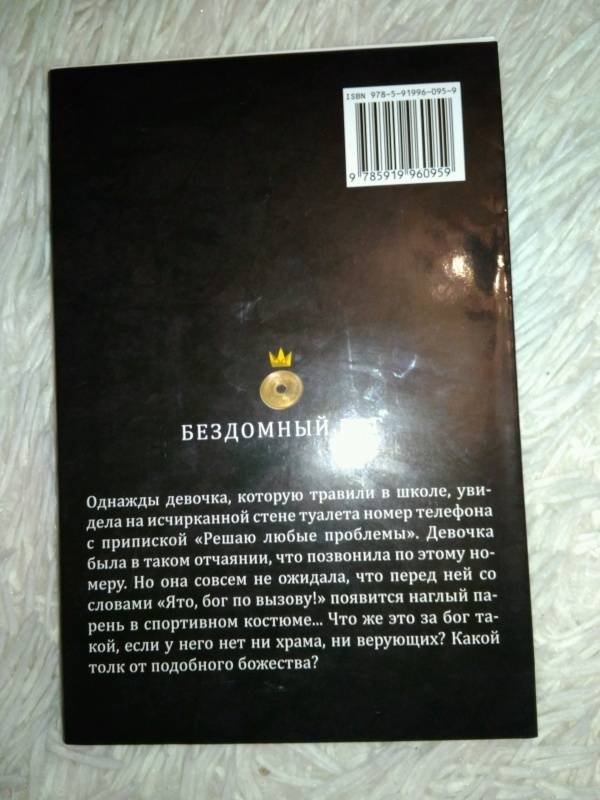 ISBN 978-5-91996-095-9
9 785919 960959
БЕЗДОМНЫЙ
Однажды девочка, которую травили в школе, уви-
дела на исчирканной стене туалета номер телефона
с припиской «Решаю любые проблемы». Девочка
была в таком отчаянии, что позвонила по этому но-
меру. Но она совсем не ожидала, что перед ней со
словами «Ято, бог по вызову!» появится наглый па-
рень в спортивном костюме... Что же это за бог та-
кой, если у него нет ни храма, ни верующих? Какой
толк от подобного божества?